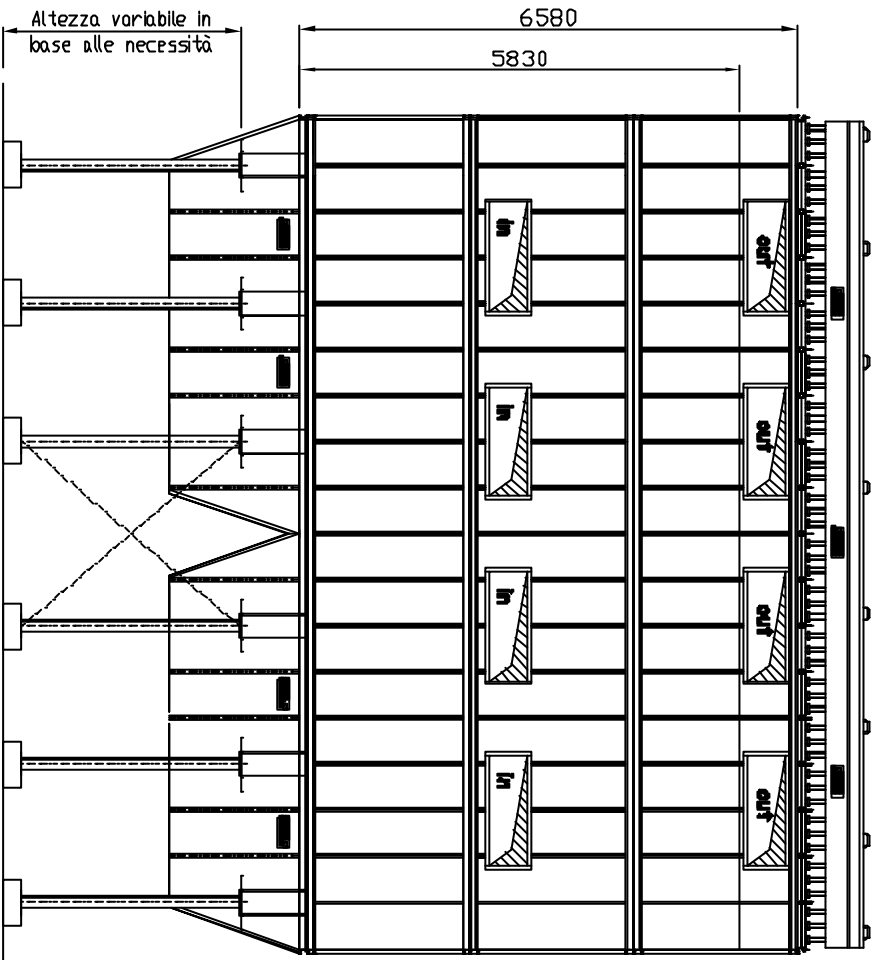 Altezza variabile in
base alle necessità
6580
5830
in
out
in
out
in
out
in
out